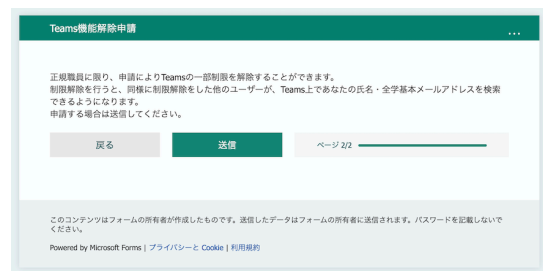 Teams機能解除申請
...
正規職員に限り、申請によりTeamsの一部制限を解除することができます。
制限解除を行うと、同様に制限解除をした他のユーザーが、Teams上であなたの氏名・全学基本メールアドレスを検索
できるようになります。
申請する場合は送信してください。
戻る 送信 ページ 2/2
このコンテンツはフォームの所有者が作成したものです。送信したデータはフォームの所有者に送信されます。パスワードを記載しないで
ください。
Powered by Microsoft Forms | プライバシーと Cookie | 利用規約